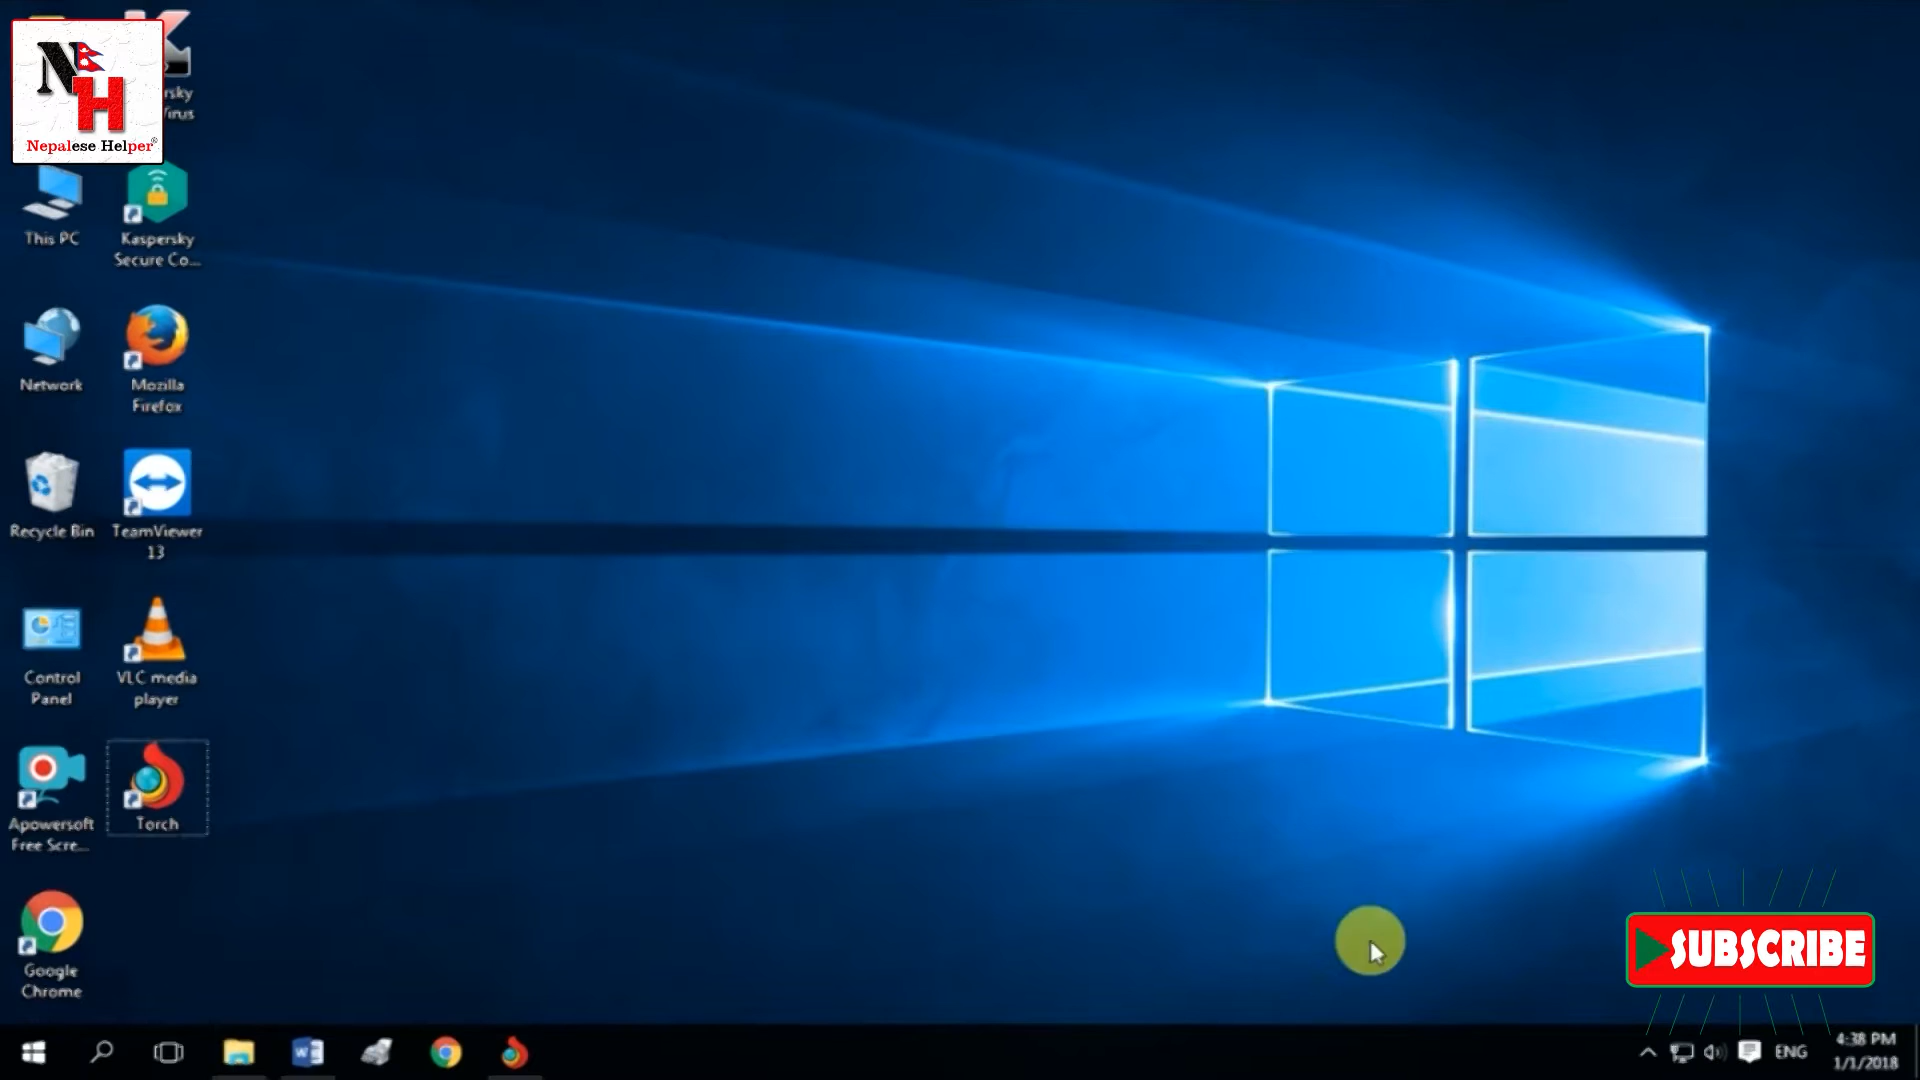 NH
Nepalese Helper®
rsky
Virus
This PC
Kaspersky
Secure Co...
Network
Mozilla
Firefox
Recycle Bin
TeamViewer
13
Control
Panel
VLC media
player
Apowersoft
Free Scre...
Torch
Google
Chrome
SUBSCRIBE
W
ENG
4:38 PM
1/1/2018